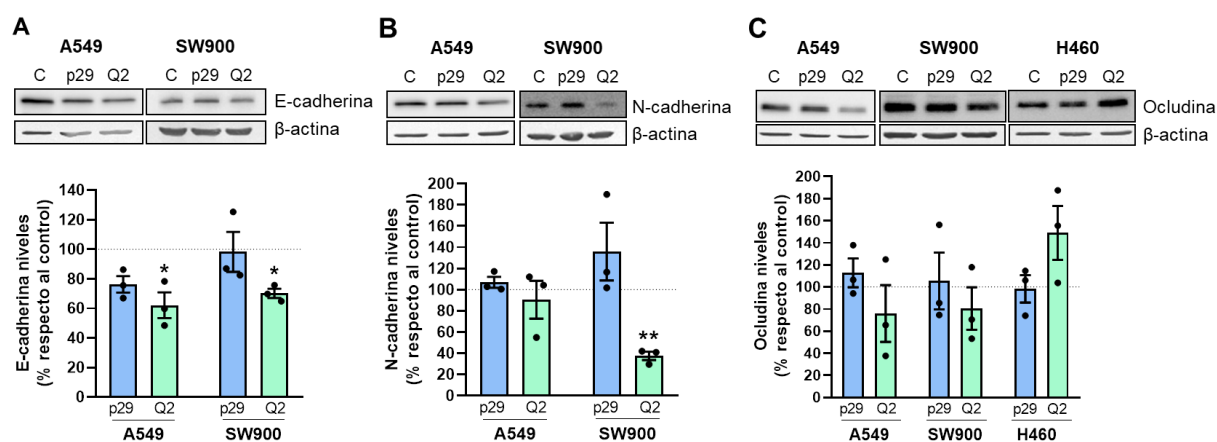 A
A549 SW900
C p29 Q2 C p29 Q2
E-cadherina
β-actina
E-cadherina niveles
(% respecto al control)
140
120
100
80
60
40
20
0
* *
p29 Q2 p29 Q2
A549 SW900
B
A549 SW900
C p29 Q2 C p29 Q2
N-cadherina
β-actina
N-cadherina niveles
(% respecto al control)
200
180
160
140
120
100
80
60
40
20
0
**
p29 Q2 p29 Q2
A549 SW900
C
A549 SW900 H460
C p29 Q2 C p29 Q2 C p29 Q2
Ocludina
β-actina
Ocludina niveles
(% respecto al control)
200
180
160
140
120
100
80
60
40
20
0
p29 Q2 p29 Q2 p29 Q2
A549 SW900 H460